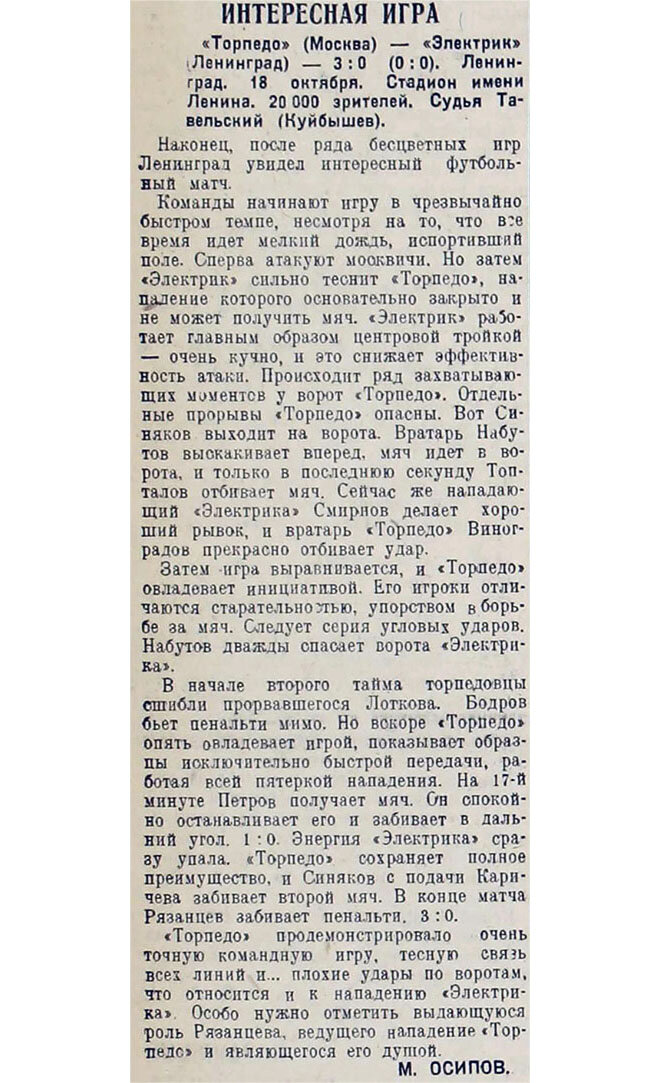 ИНТЕРЕСНАЯ ИГРА
«Торпедо» (Москва) — «Электрик»
(Ленинград) — 3:0 (0:0). Ленин-
град. 18 октября. Стадион имени
Ленина. 20 000 зрителей. Судья Та-
вельский (Куйбышев).
Наконец, после ряда бесцветных игр
Ленинград увидел интересный футболь-
ный матч.
Команды начинают игру в чрезвычайно
быстром темпе, несмотря на то, что все
время идет мелкий дождь, испортивший
поле. Сперва атакуют москвичи. Но затем
«Электрик» сильно теснит «Торпедо», на-
падение которого основательно закрыто и
не может получить мяч. «Электрик» рабо-
тает главным образом центровой тройкой
— очень кучно, и это снижает эффектив-
ность атаки. Происходит ряд захватываю-
щих моментов у ворот «Торпедо». Отдель-
ные прорывы «Торпедо» опасны. Вот Си-
няков выходит на ворота. Вратарь Набу-
тов выскакивает вперед, мяч идет в во-
рота, и только в последнюю секунду Топ-
талов отбивает мяч. Сейчас же нападаю-
щий «Электрика» Смирнов делает хоро-
ший рывок, и вратарь «Торпедо» Виног-
радов прекрасно отбивает удар.
Затем игра выравнивается, и «Торпедо»
овладевает инициативой. Его игроки отли-
чаются старательностью, упорством в борь-
бе за мяч. Следует серия угловых ударов.
Набутов дважды спасает ворота «Электри-
ка».
В начале второго тайма торпедовцы
сшибли прорвавшегося Лоткова. Бодров
бьет пенальти мимо. Но вскоре «Торпедо»
опять овладевает игрой, показывает образ-
цы исключительно быстрой передачи, ра-
ботая всей пятеркой нападения. На 17-й
минуте Петров получает мяч. Он спокой-
но останавливает его и забивает в даль-
ний угол. 1:0. Энергия «Электрика» сра-
зу упала. «Торпедо» сохраняет полное
преимущество, и Синяков с подачи Кари-
чева забивает второй мяч. В конце матча
Рязанцев забивает пенальти. 3:0.
«Торпедо» продемонстрировало очень
точную командную игру, тесную связь
всех линий и... плохие удары по воротам,
что относится и к нападению «Электри-
ка». Особо нужно отметить выдающуюся
роль Рязанцева, ведущего нападение «Тор-
педо» и являющегося его душой.
М. ОСИПОВ.